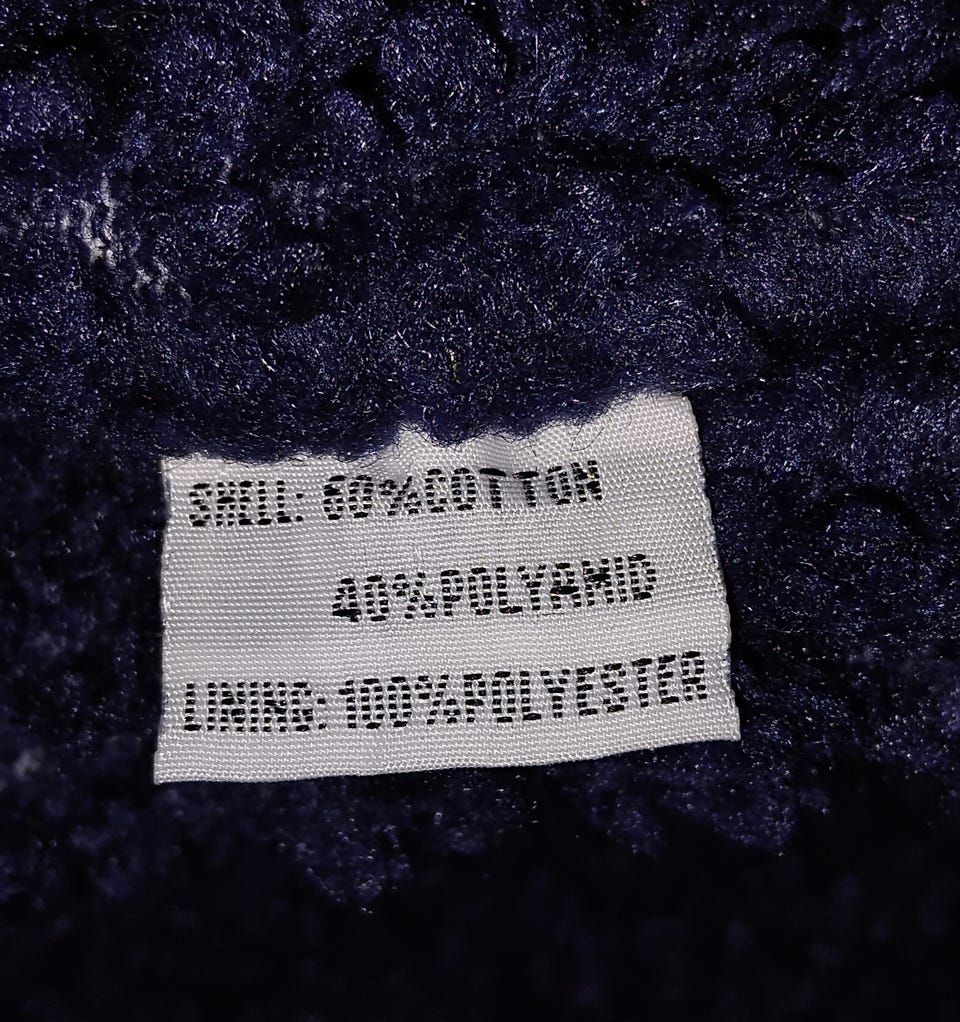 SHELL: 60%COTTON
40%POLYAMID
LINING: 100%POLYESTER